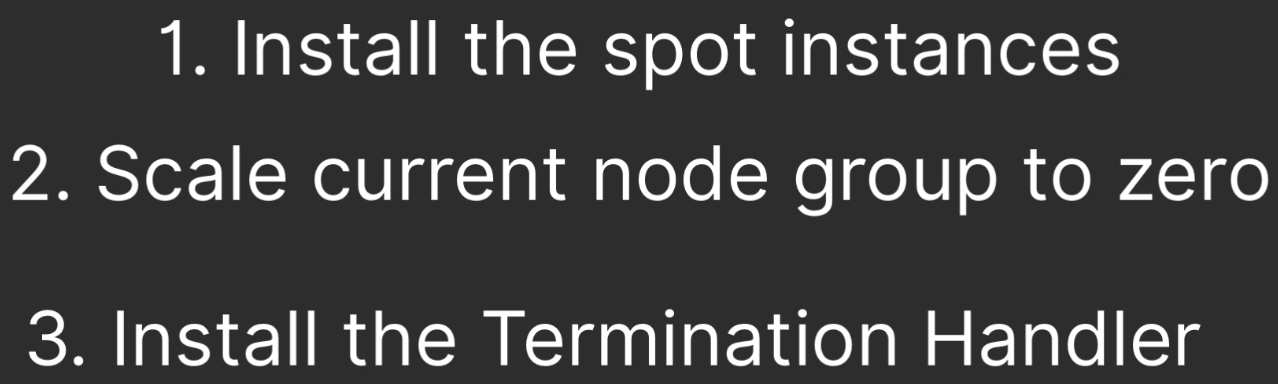 1. Install the spot instances
2. Scale current node group to zero
3. Install the Termination Handler